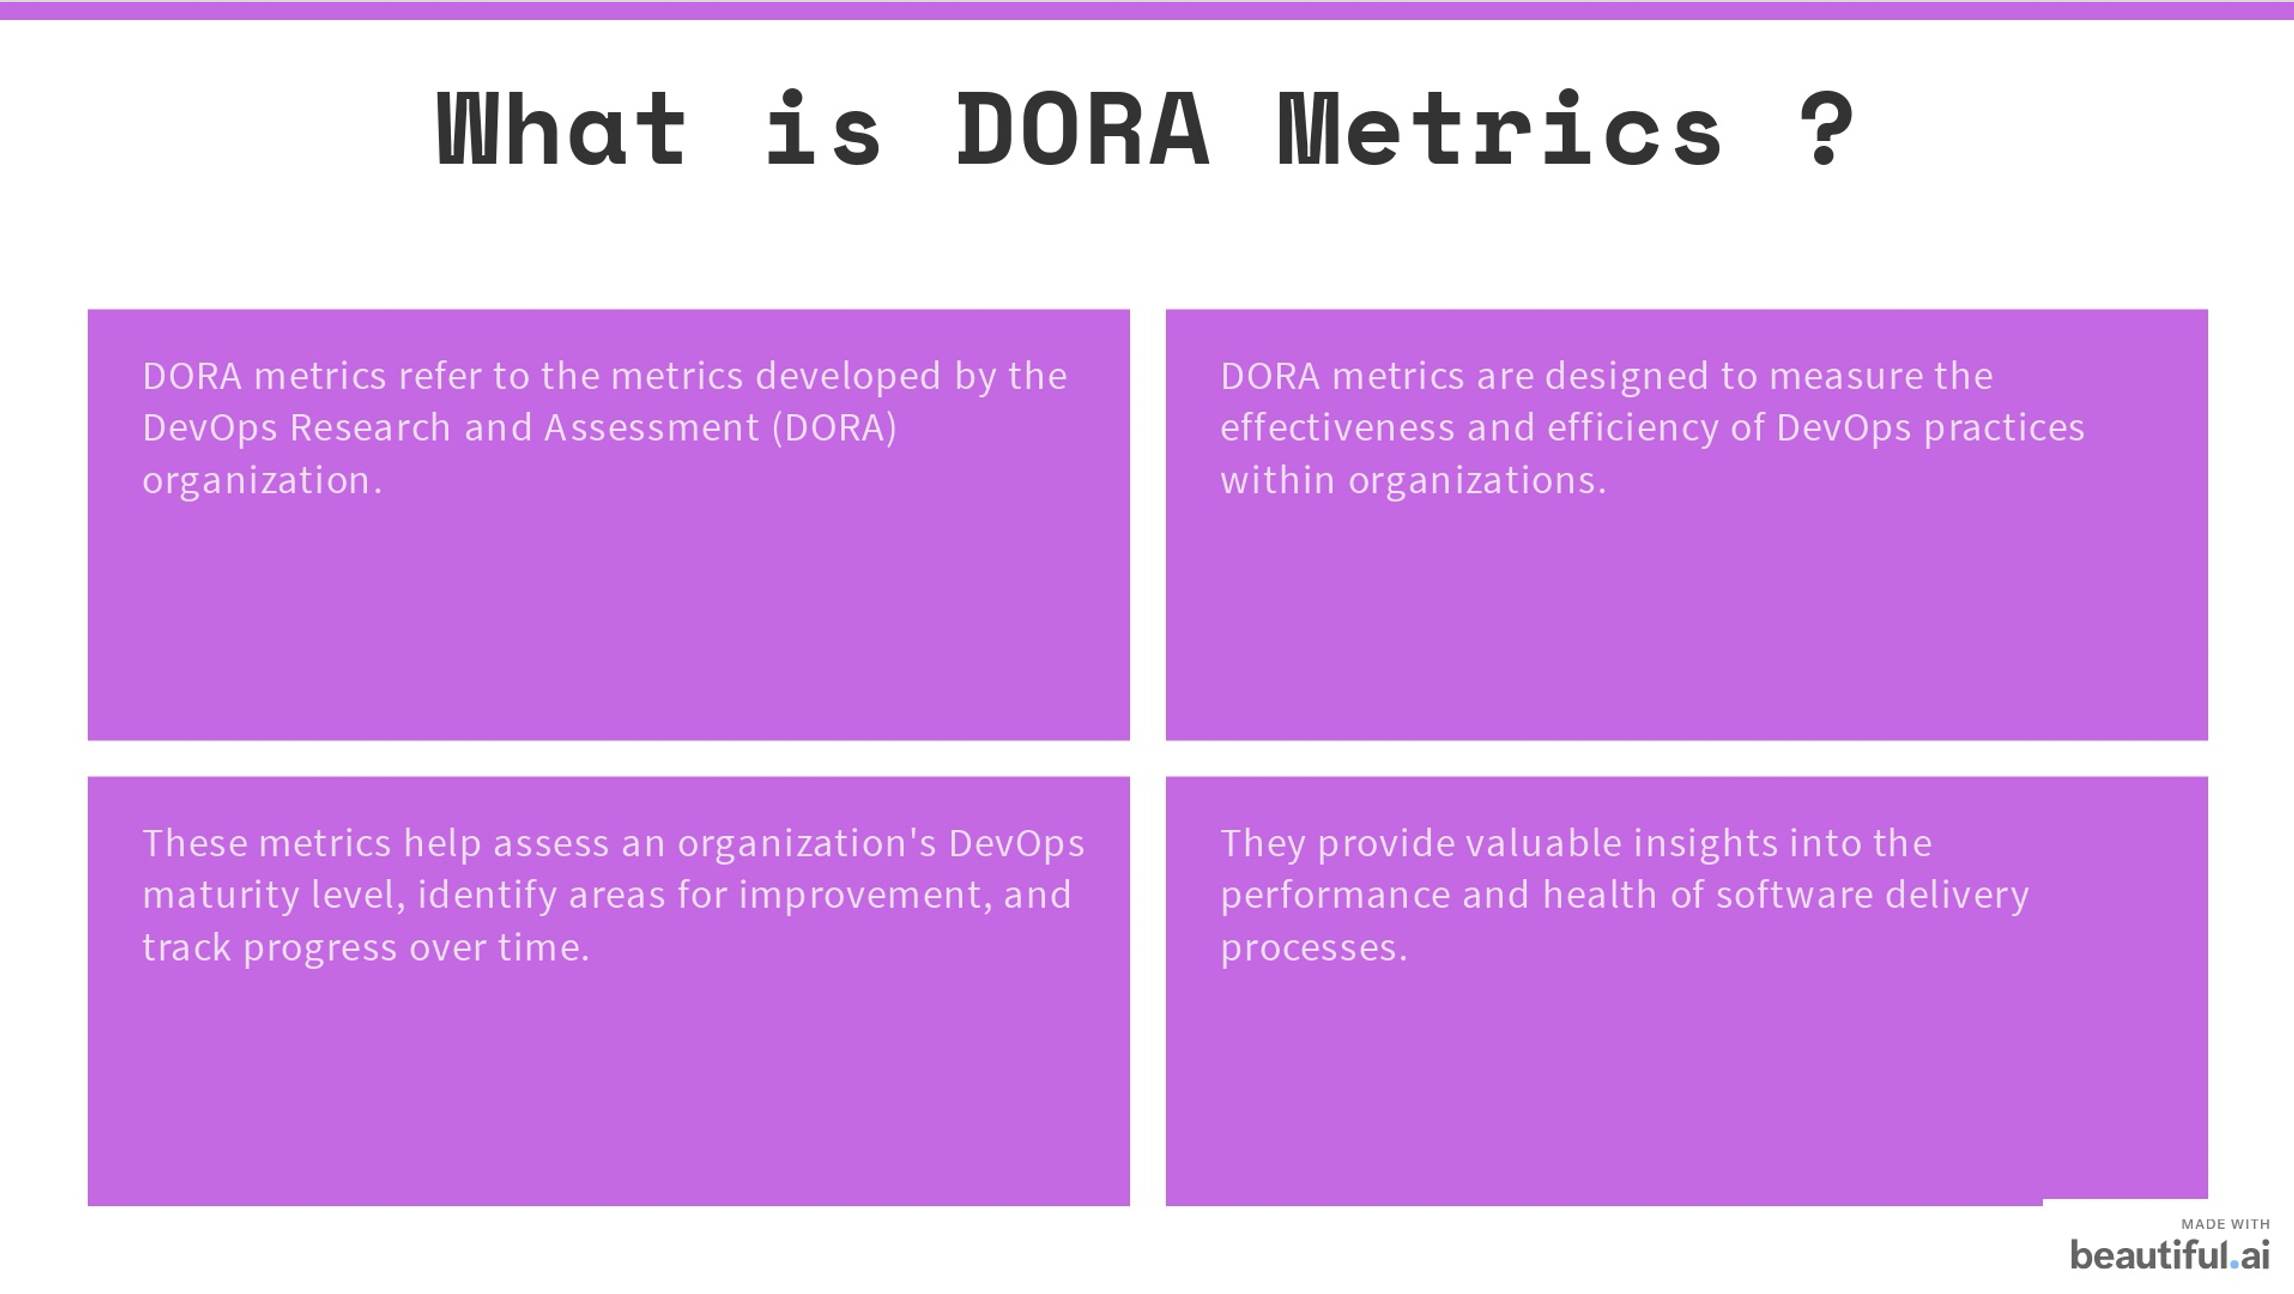 What is DORA Metrics ?
DORA metrics refer to the metrics developed by the
DevOps Research and Assessment (DORA)
organization.
DORA metrics are designed to measure the
effectiveness and efficiency of DevOps practices
within organizations.
These metrics help assess an organization's DevOps
maturity level, identify areas for improvement, and
track progress over time.
They provide valuable insights into the
performance and health of software delivery
processes.
MADE WITH
beautiful.ai